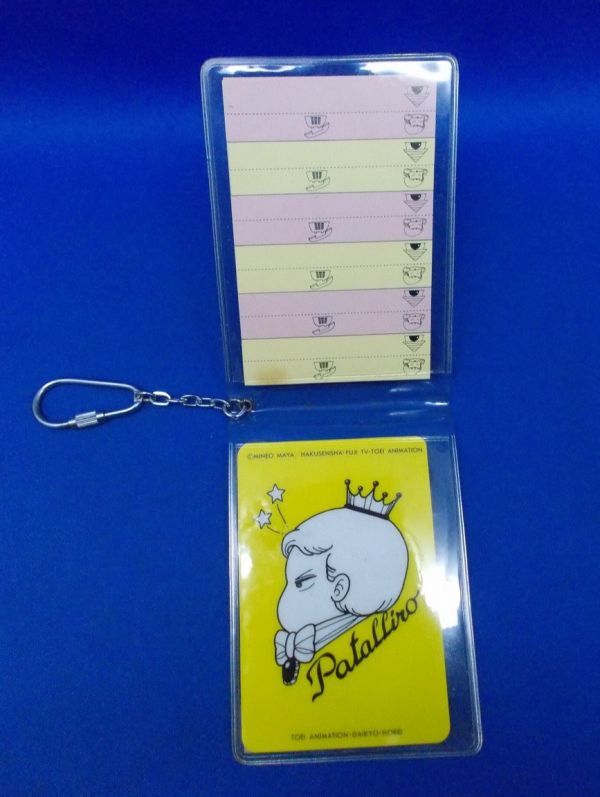 ©MINEO MAYA HAKUSENSHA·FUJI TV·TOEI ANIMATION
Patalliro
TOEI ANIMATION·DAIKYO·HOREI